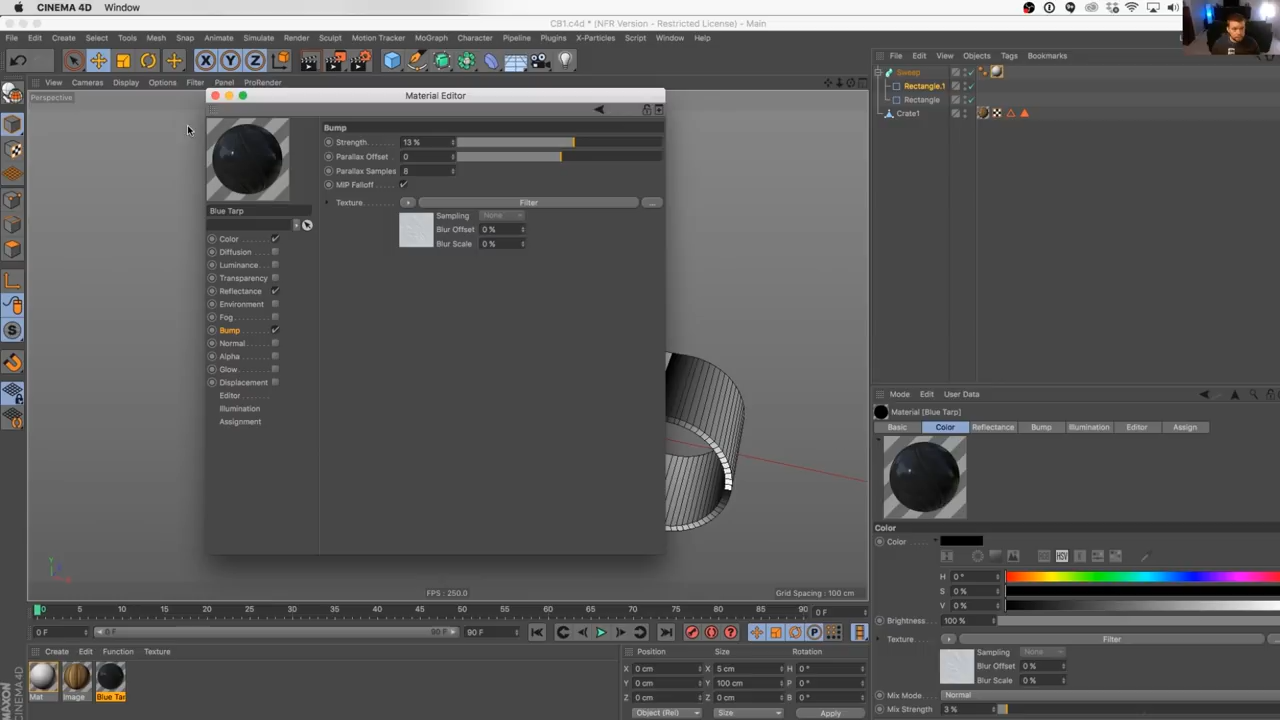 CINEMA 4D Window
CB1.c4d * (NFR Version - Restricted License) - Main
File Edit Create Select Tools Mesh Snap Animate Simulate Render Sculpt Motion Tracker MoGraph Character Pipeline Plugins X-Particles Script Window Help
X Y Z
File Edit View Objects Tags Bookmarks
View Cameras Display Options Filter Panel ProRender
Sweep
Rectangle.1
Rectangle
Crate1
Perspective
Material Editor
Bump
Strength 13 %
Parallax Offset 0
Parallax Samples 8
MIP Falloff
Texture Filter ...
Sampling None
Blur Offset 0 %
Blur Scale 0 %
Blue Tarp
Color
Diffusion
Luminance
Transparency
Reflectance
Environment
Fog
Bump
Normal
Alpha
Glow
Displacement
Editor
Illumination
Assignment
FPS : 250.0
Grid Spacing : 100 cm
Mode Edit User Data
Material [Blue Tarp]
Basic Color Reflectance Bump Illumination Editor Assign
Color
Color
H 0 °
S 0 %
V 0 %
Brightness 100 %
Texture Filter
Sampling None
Blur Offset 0 %
Blur Scale 0 %
Mix Mode Normal
Mix Strength 3 %
0 5 10 15 20 25 30 35 40 45 50 55 60 65 70 75 80 85 90 0 F
0 F 0 F 90 F 90 F
Create Edit Function Texture
Mat Image Blue Tar
Position Size Rotation
X 0 cm X 5 cm H 0 °
Y 0 cm Y 100 cm P 0 °
Z 0 cm Z 0 cm B 0 °
Object (Rel) Size Apply
MAXON CINEMA 4D